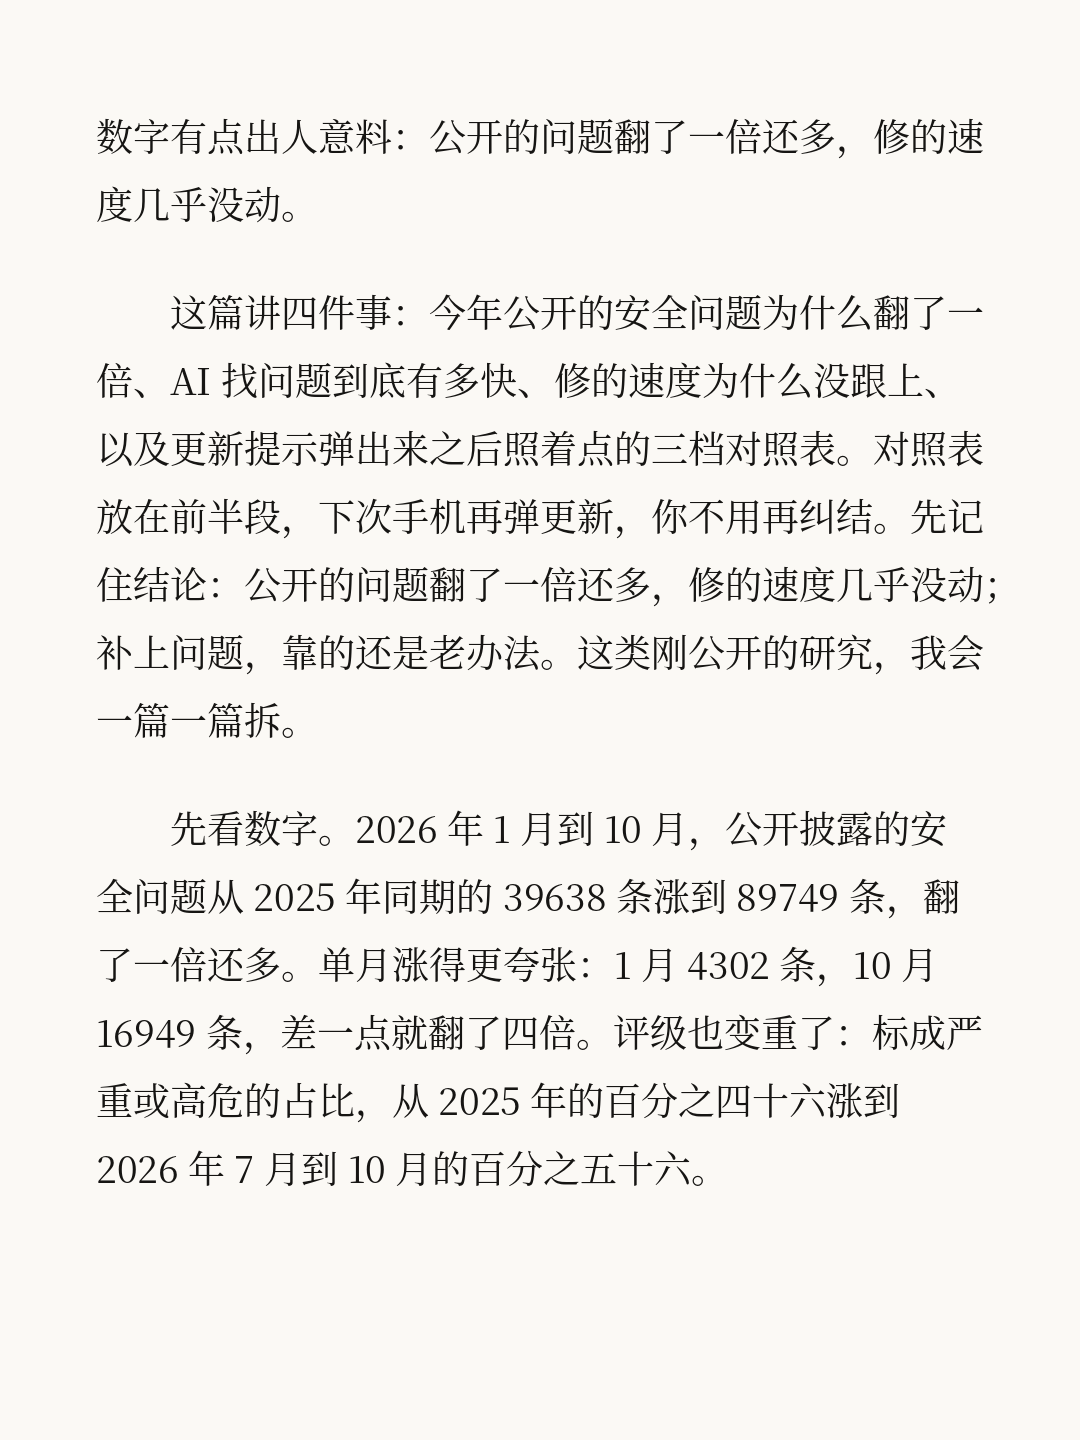 数字有点出人意料：公开的问题翻了一倍还多，修的速
度几乎没动。
这篇讲四件事：今年公开的安全问题为什么翻了一
倍、AI 找问题到底有多快、修的速度为什么没跟上、
以及更新提示弹出来之后照着点的三档对照表。对照表
放在前半段，下次手机再弹更新，你不用再纠结。先记
住结论：公开的问题翻了一倍还多，修的速度几乎没动；
补上问题，靠的还是老办法。这类刚公开的研究，我会
一篇一篇拆。
先看数字。2026 年 1 月到 10 月，公开披露的安
全问题从 2025 年同期的 39638 条涨到 89749 条，翻
了一倍还多。单月涨得更夸张：1 月 4302 条，10 月
16949 条，差一点就翻了四倍。评级也变重了：标成严
重或高危的占比，从 2025 年的百分之四十六涨到
2026 年 7 月到 10 月的百分之五十六。